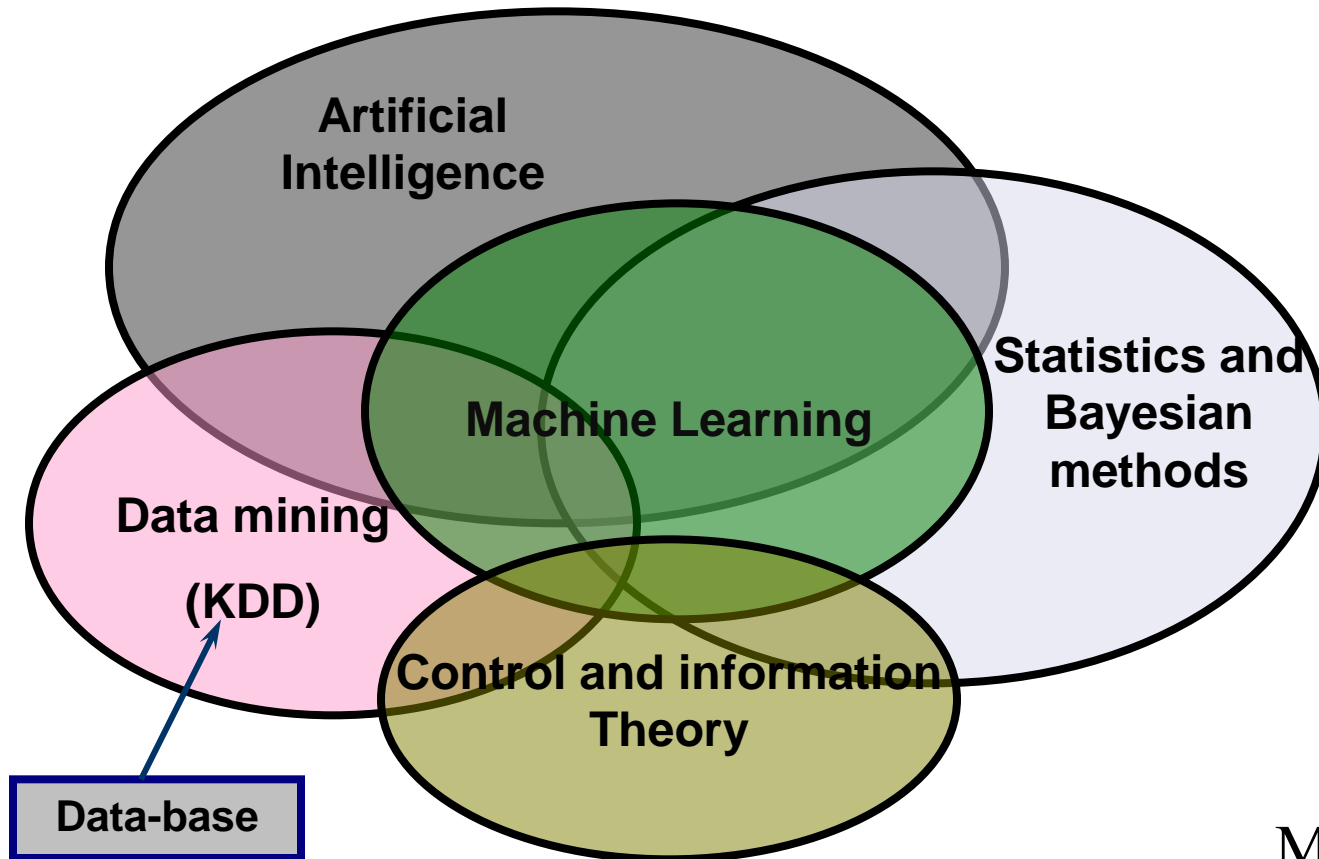 Artificial
Intelligence
Statistics and
Bayesian
methods
Machine Learning
Data mining
(KDD)
Control and information
Theory
Data-base
M